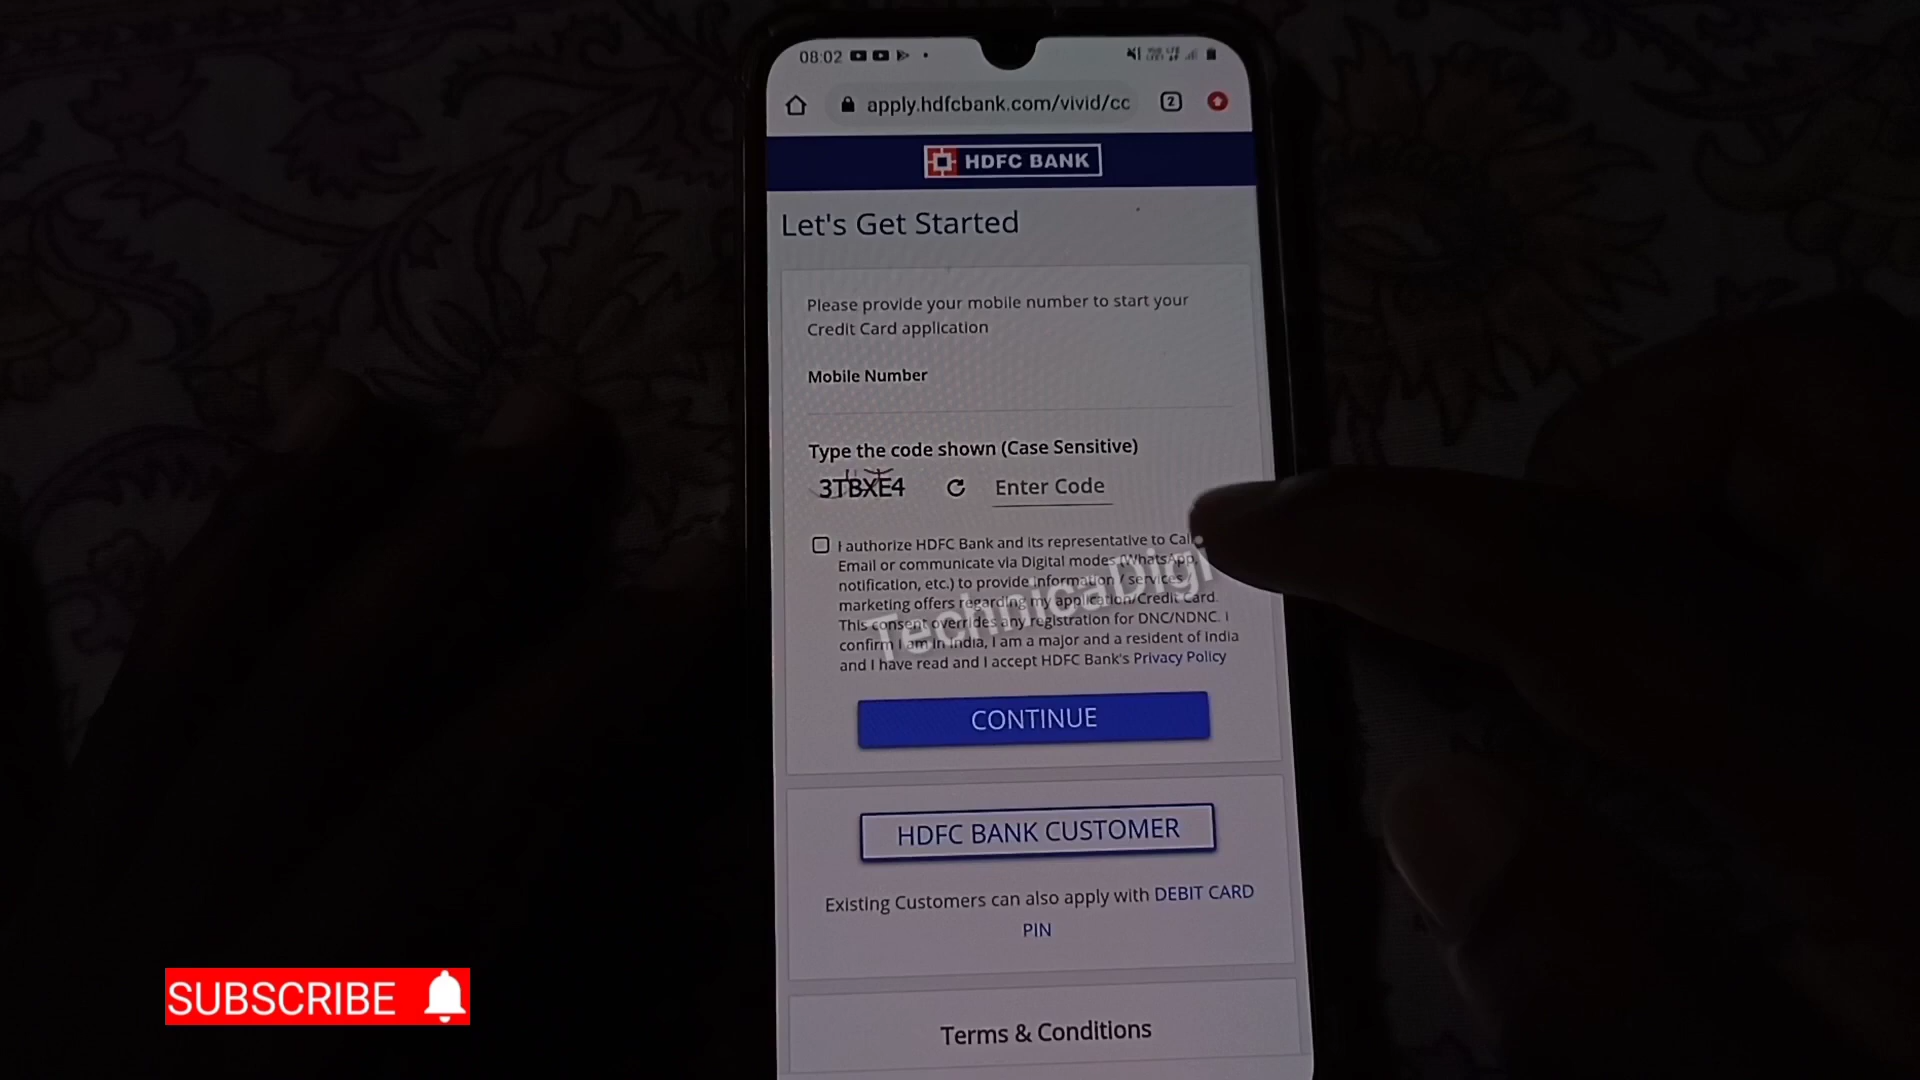 08:02
apply.hdfcbank.com/vivid/cc
2
HDFC BANK
Let's Get Started
Please provide your mobile number to start your
Credit Card application
Mobile Number
Type the code shown (Case Sensitive)
3TBXE4
Enter Code
I authorize HDFC Bank and its representative to Call,
Email or communicate via Digital modes (WhatsApp,
notification, etc.) to provide information / services /
marketing offers regarding my application/Credit Card.
This consent overrides any registration for DNC/NDNC. I
confirm I am in India, I am a major and a resident of India
and I have read and I accept HDFC Bank's Privacy Policy
TechnicaDigi
CONTINUE
HDFC BANK CUSTOMER
Existing Customers can also apply with DEBIT CARD
PIN
Terms & Conditions
SUBSCRIBE